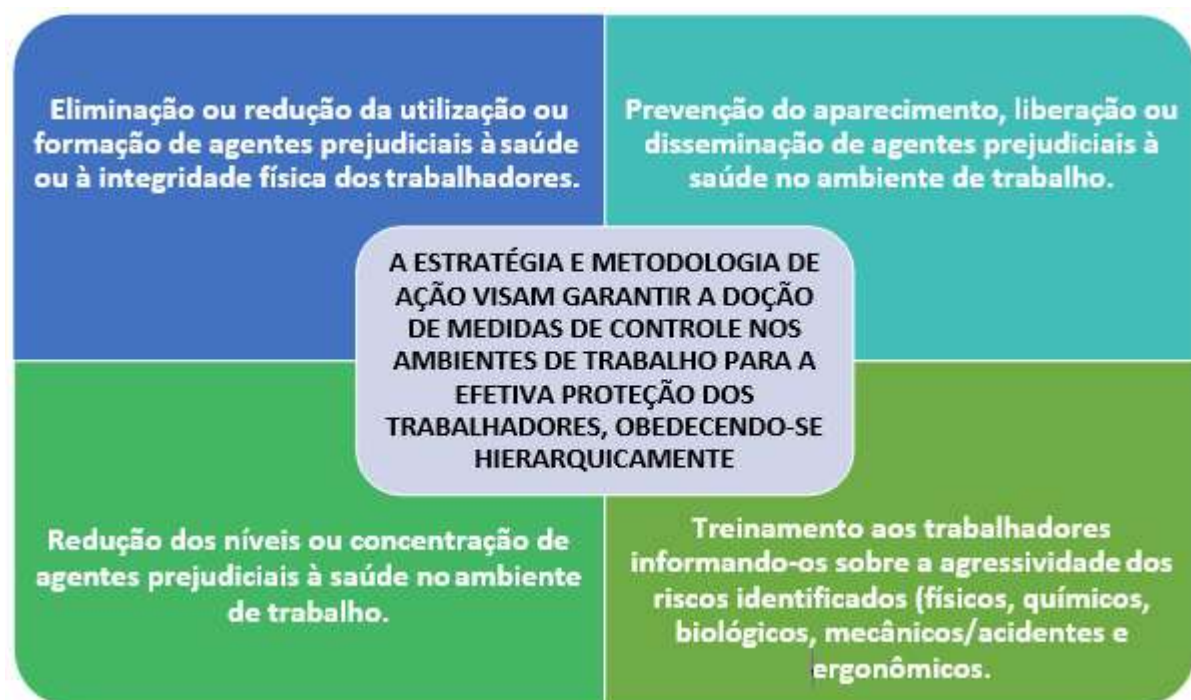 Eliminação ou redução da utilização ou
formação de agentes prejudiciais à saúde
ou à integridade física dos trabalhadores.
Prevenção do aparecimento, liberação ou
disseminação de agentes prejudiciais à
saúde no ambiente de trabalho.
A ESTRATÉGIA E METODOLOGIA DE
AÇÃO VISAM GARANTIR A DOÇÃO
DE MEDIDAS DE CONTROLE NOS
AMBIENTES DE TRABALHO PARA A
EFETIVA PROTEÇÃO DOS
TRABALHADORES, OBEDECENDO-SE
HIERARQUICAMENTE
Redução dos níveis ou concentração de
agentes prejudiciais à saúde no ambiente
de trabalho.
Treinamento aos trabalhadores
informando-os sobre a agressividade dos
riscos identificados (físicos, químicos,
biológicos, mecânicos/acidentes e
ergonômicos.